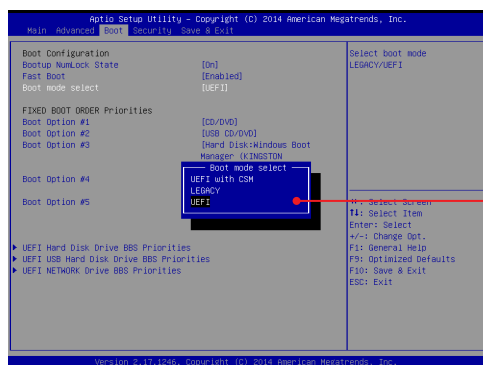 Aptio Setup Utility – Copyright (C) 2014 American Megatrends, Inc.
Main Advanced Boot Security Save & Exit
Boot Configuration
Bootup NumLock State [On]
Fast Boot [Enabled]
Boot mode select [UEFI]
FIXED BOOT ORDER Priorities
Boot Option #1 [CD/DVD]
Boot Option #2 [USB CD/DVD]
Boot Option #3 [Hard Disk:Windows Boot
Manager (KINGSTON
Boot mode select
UEFI with CSM
LEGACY
UEFI
Boot Option #4
Boot Option #5
UEFI Hard Disk Drive BBS Priorities
UEFI USB Hard Disk Drive BBS Priorities
UEFI NETWORK Drive BBS Priorities
Select boot mode
LEGACY/UEFI
: Select Screen
↑↓: Select Item
Enter: Select
+/-: Change Opt.
F1: General Help
F9: Optimized Defaults
F10: Save & Exit
ESC: Exit
Version 2.17.1246. Copyright (C) 2014 American Megatrends, Inc.